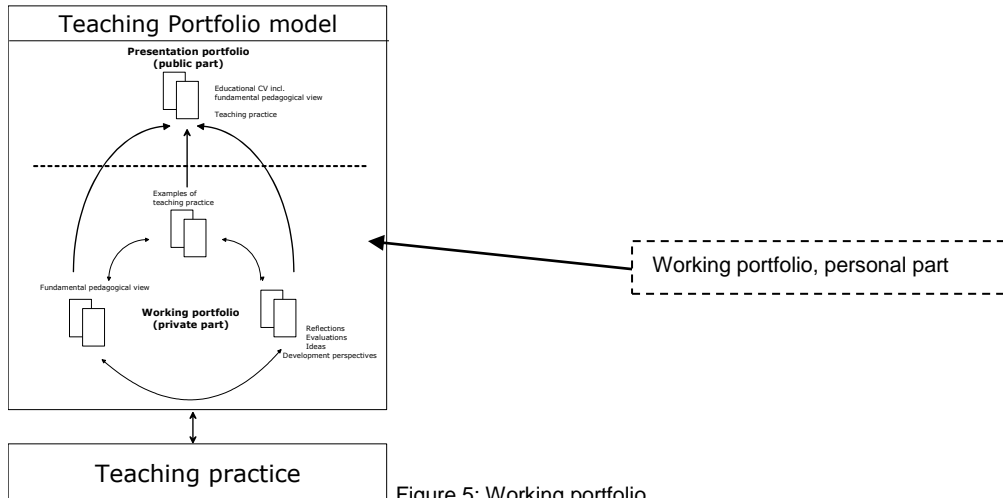 Teaching Portfolio model
Presentation portfolio
(public part)
Educational CV incl.
fundamental pedagogical view
Teaching practice
Examples of
teaching practice
Working portfolio, personal part
Fundamental pedagogical view
Working portfolio
(private part)
Reflections
Evaluations
Ideas
Development perspectives
Teaching practice
Figure 5: Working portfolio